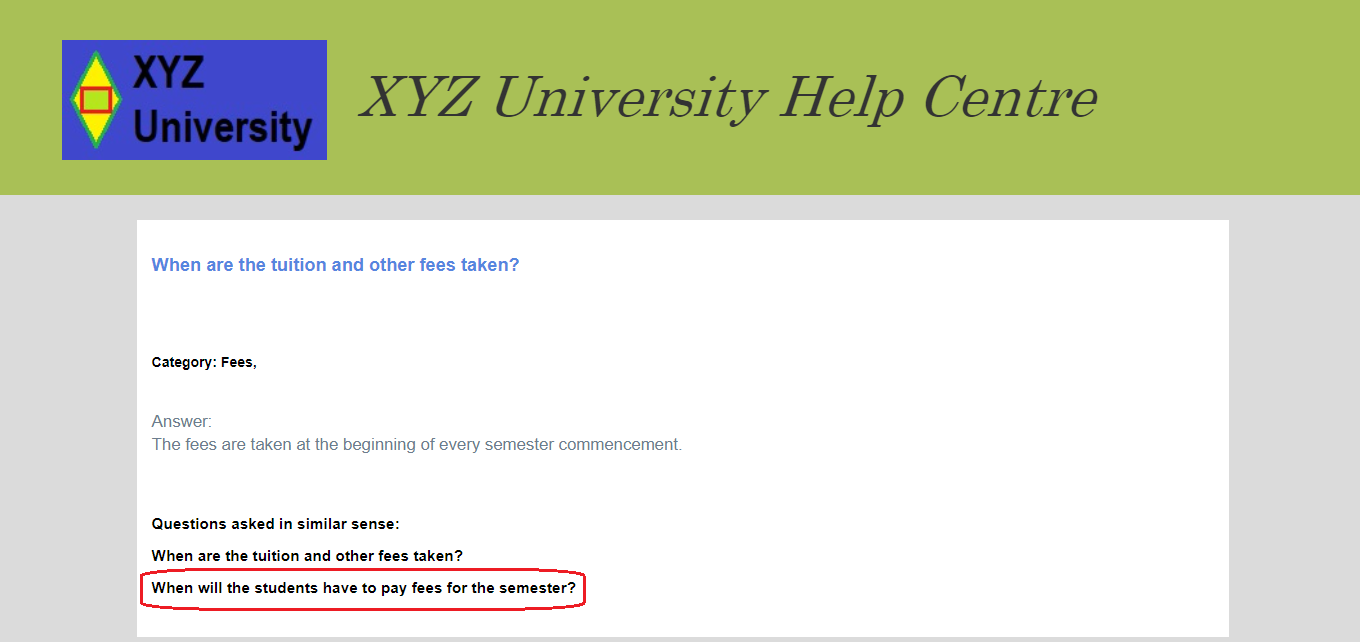 XYZ
University
XYZ University Help Centre
When are the tuition and other fees taken?
Category: Fees,
Answer:
The fees are taken at the beginning of every semester commencement.
Questions asked in similar sense:
When are the tuition and other fees taken?
When will the students have to pay fees for the semester?